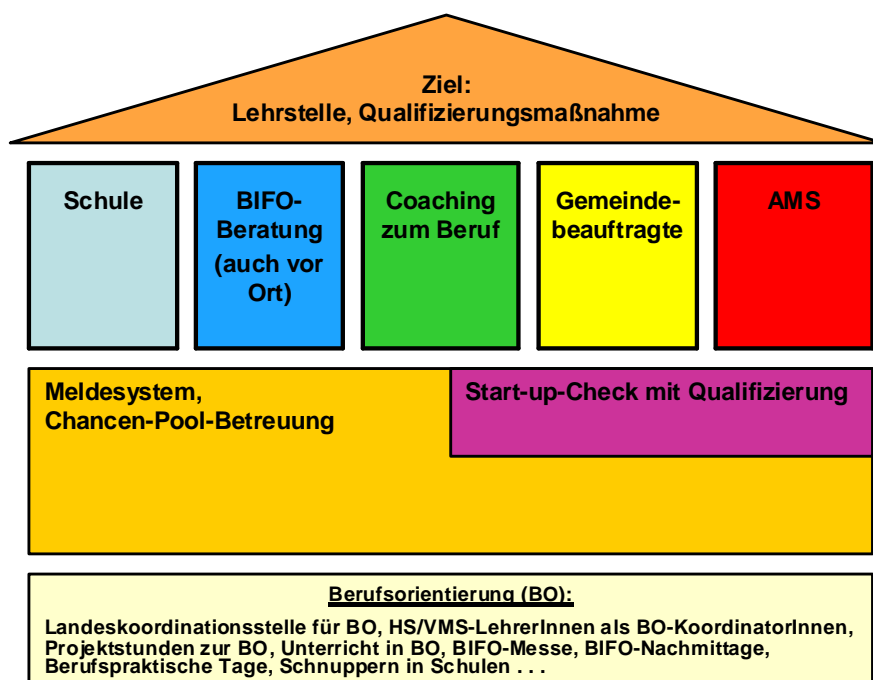 Ziel:
Lehrstelle, Qualifizierungsmaßnahme
Schule
BIFO-
Beratung
(auch vor
Ort)
Coaching
zum Beruf
Gemeinde-
beauftragte
AMS
Meldesystem,
Chancen-Pool-Betreuung
Start-up-Check mit Qualifizierung
Berufsorientierung (BO):
Landeskoordinationsstelle für BO, HS/VMS-LehrerInnen als BO-KoordinatorInnen,
Projektstunden zur BO, Unterricht in BO, BIFO-Messe, BIFO-Nachmittage,
Berufspraktische Tage, Schnuppern in Schulen . . .